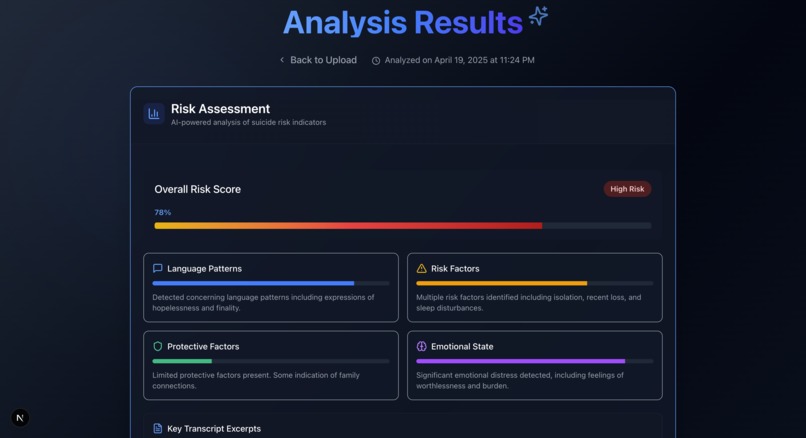 Analysis Results
Back to Upload
Analyzed on April 19, 2025 at 11:24 PM
Risk Assessment
AI-powered analysis of suicide risk indicators
Overall Risk Score
High Risk
78%
Language Patterns
Detected concerning language patterns including expressions of
hopelessness and finality.
Risk Factors
Multiple risk factors identified including isolation, recent loss, and
sleep disturbances.
Protective Factors
Limited protective factors present. Some indication of family
connections.
Emotional State
Significant emotional distress detected, including feelings of
worthlessness and burden.
Key Transcript Excerpts
N